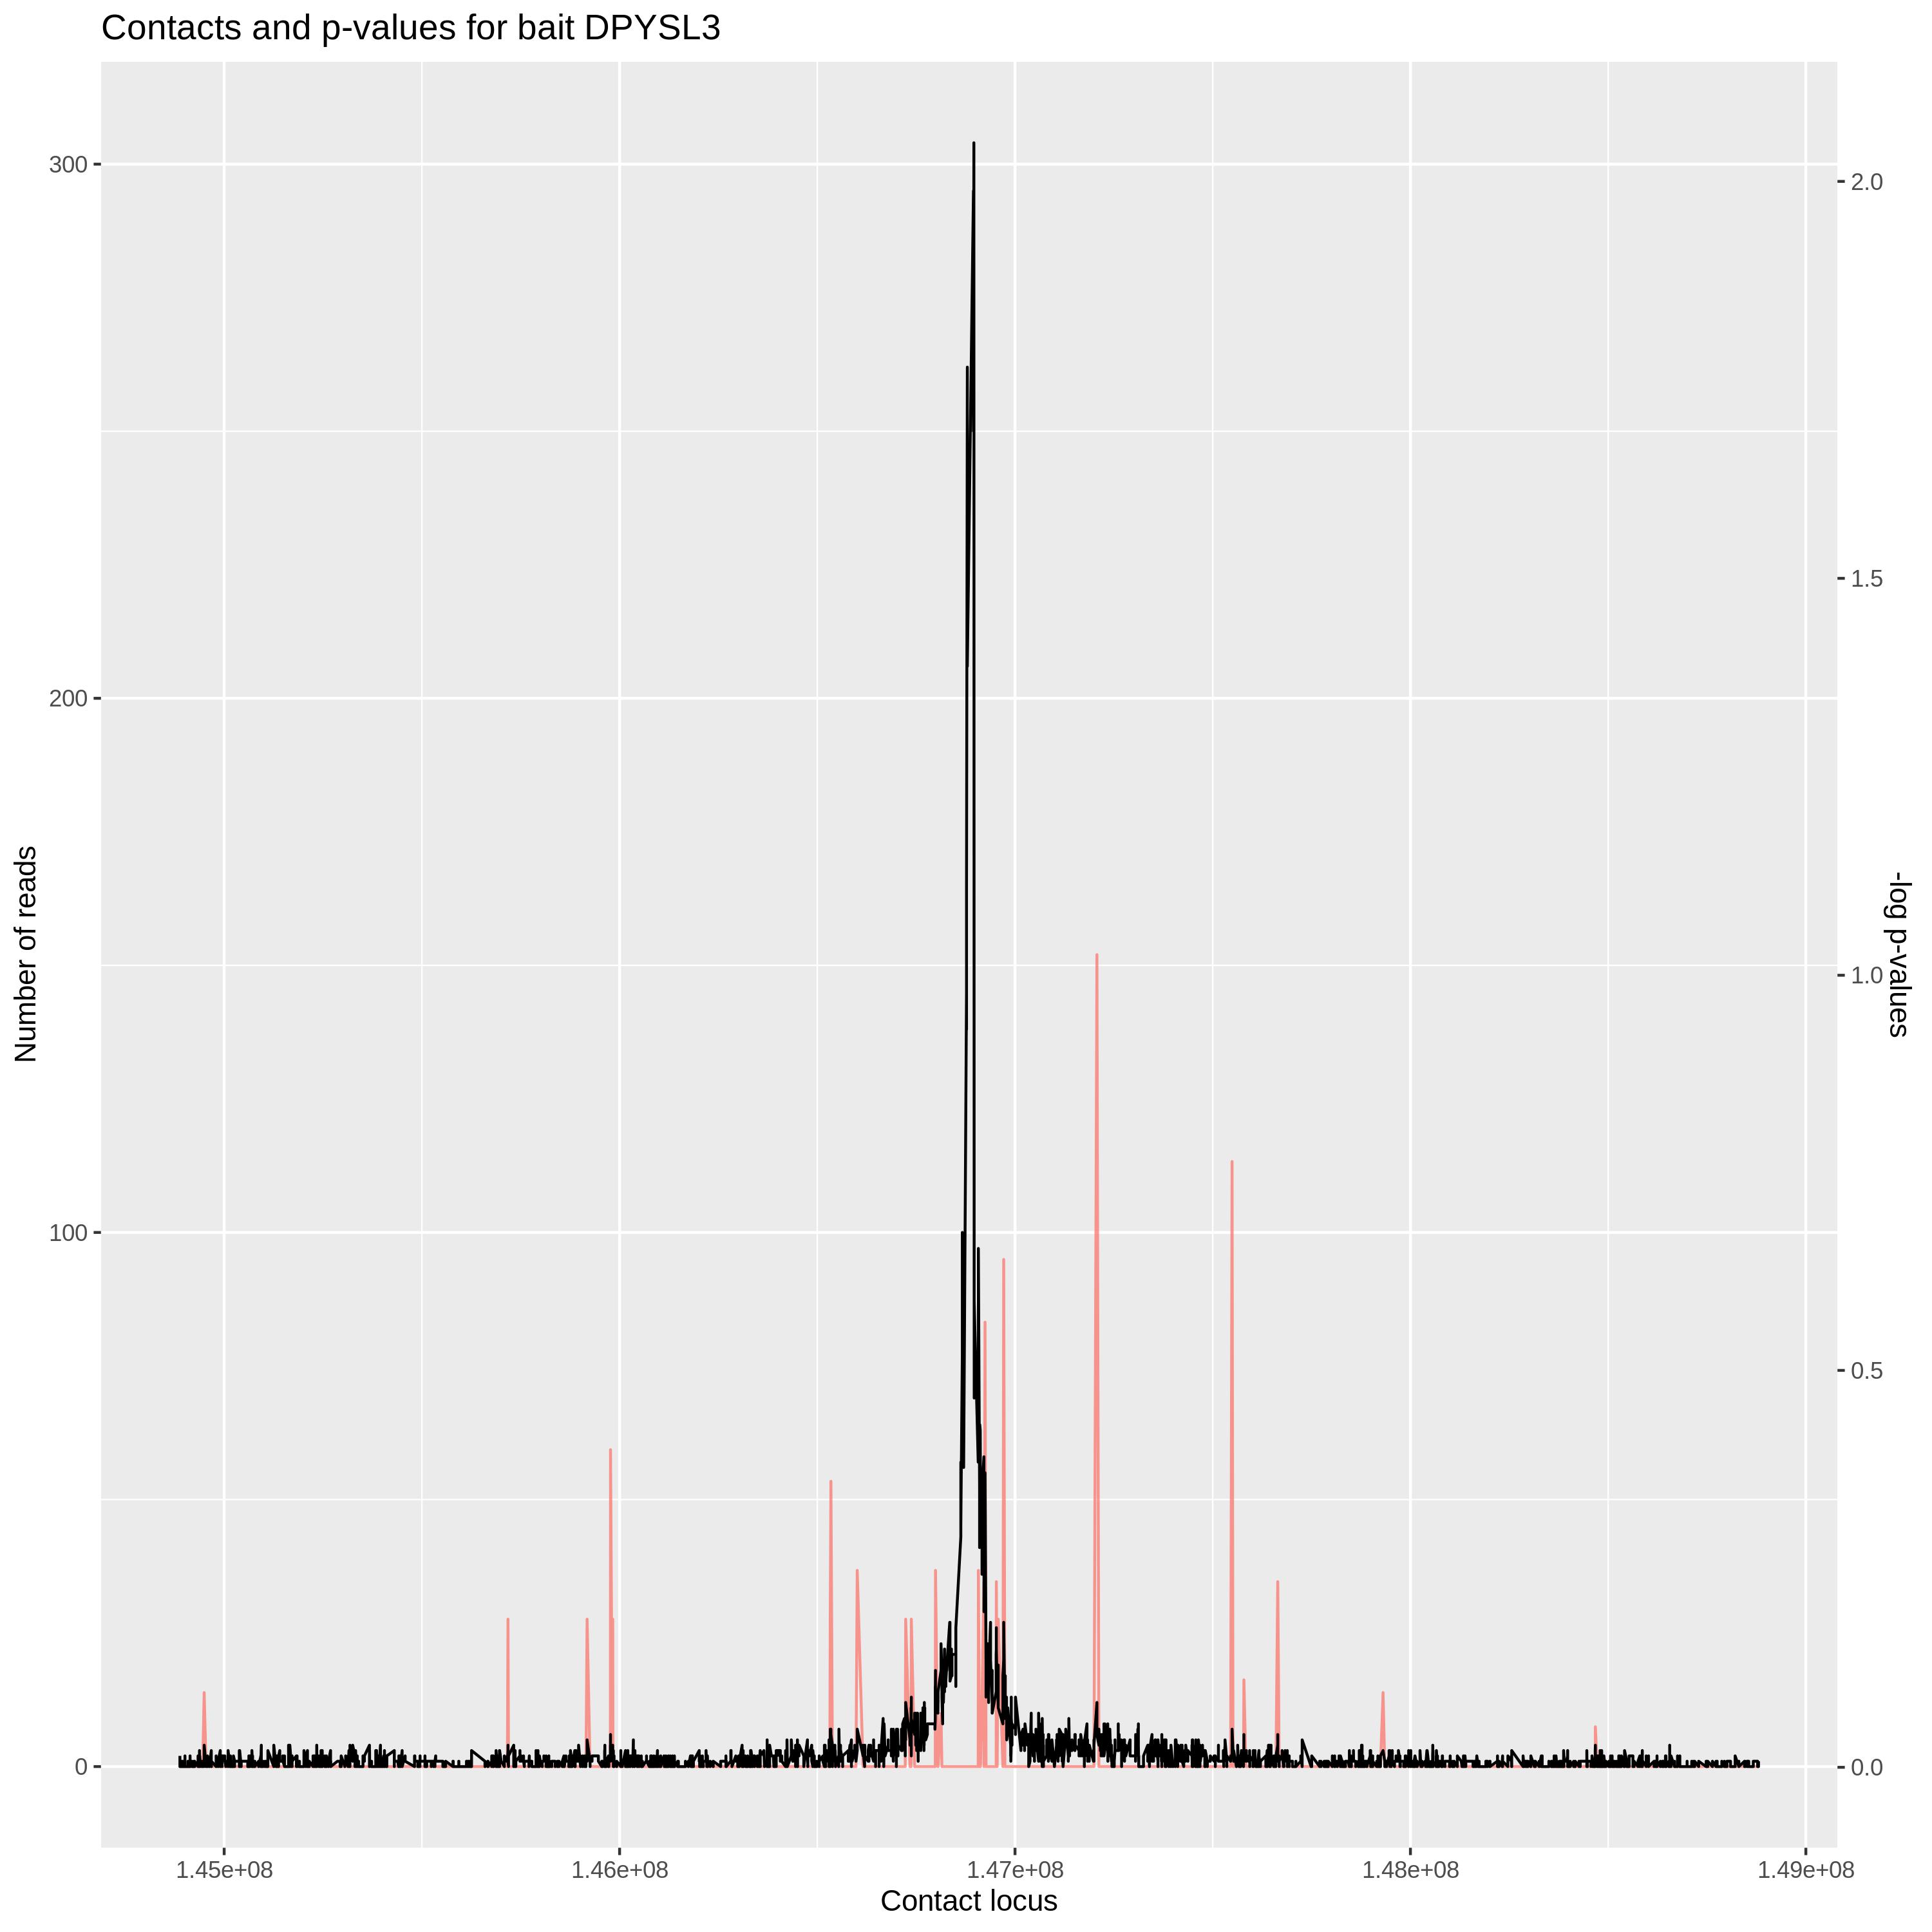 Contacts and p-values for bait DPYSL3
300
200
100
0
Number of reads
2.0
1.5
1.0
0.5
0.0
-log p-values
1.45e+08
1.46e+08
1.47e+08
1.48e+08
1.49e+08
Contact locus